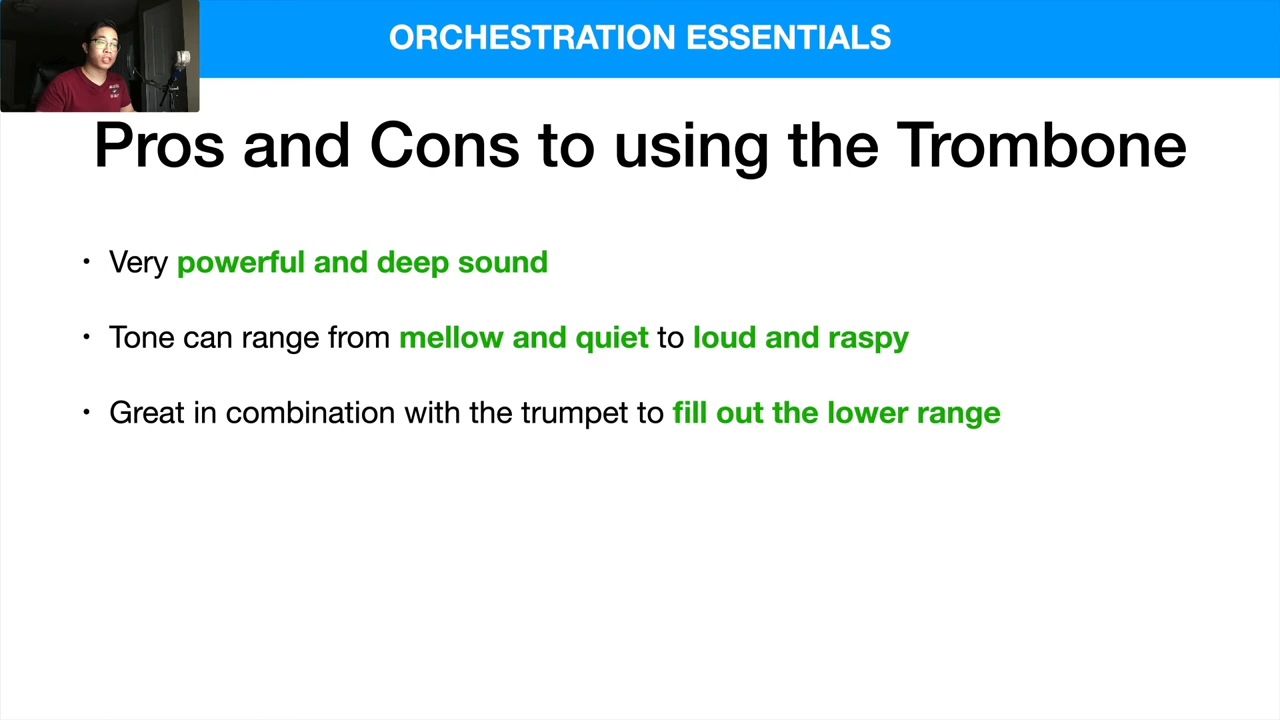 ORCHESTRATION ESSENTIALS
Pros and Cons to using the Trombone
• Very powerful and deep sound
• Tone can range from mellow and quiet to loud and raspy
• Great in combination with the trumpet to fill out the lower range